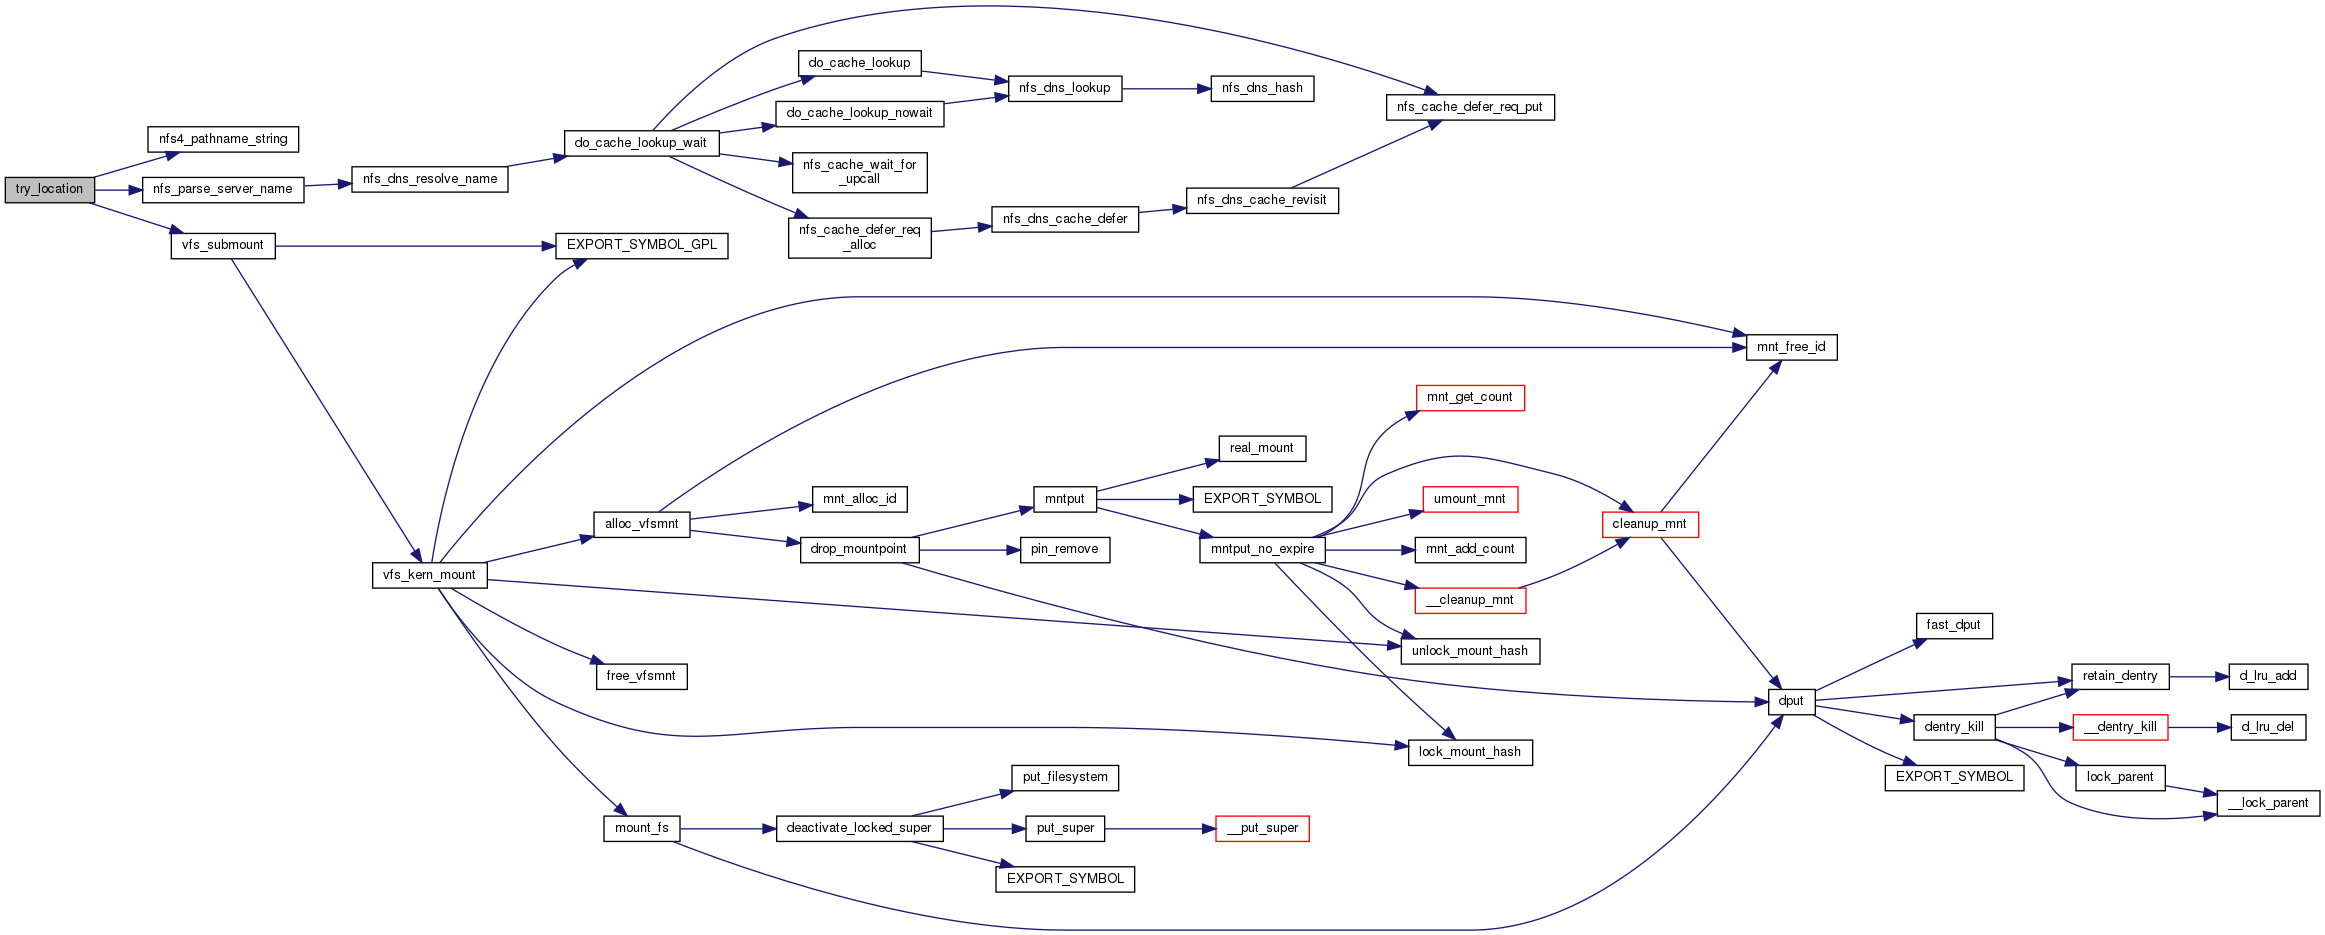 try_location
nfs4_pathname_string
nfs_parse_server_name
vfs_submount
nfs_dns_resolve_name
EXPORT_SYMBOL_GPL
vfs_kern_mount
do_cache_lookup_wait
do_cache_lookup
do_cache_lookup_nowait
nfs_cache_wait_for
_upcall
nfs_cache_defer_req
_alloc
nfs_dns_lookup
nfs_dns_hash
nfs_dns_cache_defer
nfs_dns_cache_revisit
nfs_cache_defer_req_put
mnt_free_id
alloc_vfsmnt
mnt_alloc_id
drop_mountpoint
mntput
pin_remove
real_mount
EXPORT_SYMBOL
mntput_no_expire
mnt_get_count
umount_mnt
mnt_add_count
__cleanup_mnt
unlock_mount_hash
lock_mount_hash
cleanup_mnt
free_vfsmnt
mount_fs
deactivate_locked_super
put_filesystem
put_super
EXPORT_SYMBOL
__put_super
dput
fast_dput
dentry_kill
EXPORT_SYMBOL
retain_dentry
__dentry_kill
lock_parent
d_lru_add
d_lru_del
__lock_parent